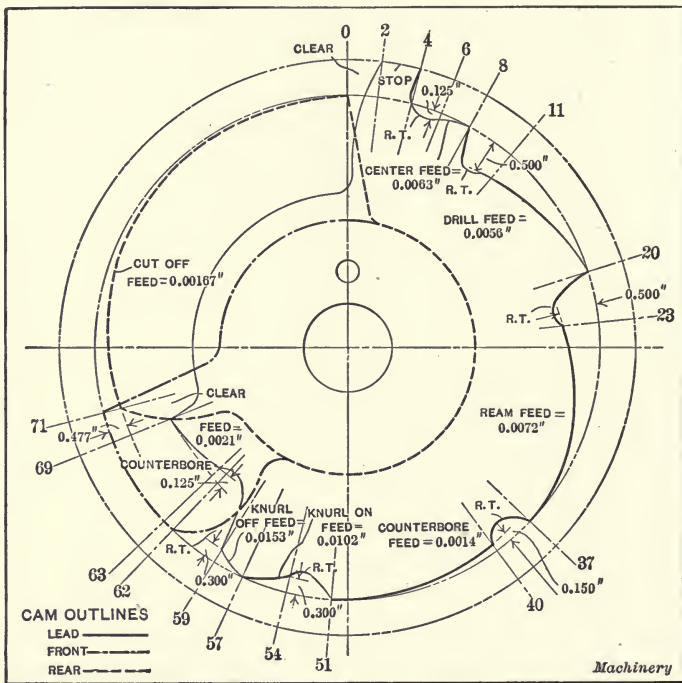 0
2
4
6
8
11
CLEAR
STOP
0.125"
R.T.
CENTER FEED=
0.0063"
R.T.
0.500"
DRILL FEED=
0.0056"
20
0.500"
23
R.T.
CUT OFF
FEED=0.00167"
REAM FEED=
0.0072"
CLEAR
71
0.477"
69
FEED=
0.0021"
COUNTERBORE
0.125"
KNURL
OFF FEED=
0.0153"
KNURL ON
FEED=
0.0102"
COUNTERBORE
FEED=0.0014"
R.T.
37
0.150"
40
63
62
R.T.
0.300"
59
57
R.T.
0.300"
54
51
CAM OUTLINES
LEAD
FRONT
REAR
Machinery